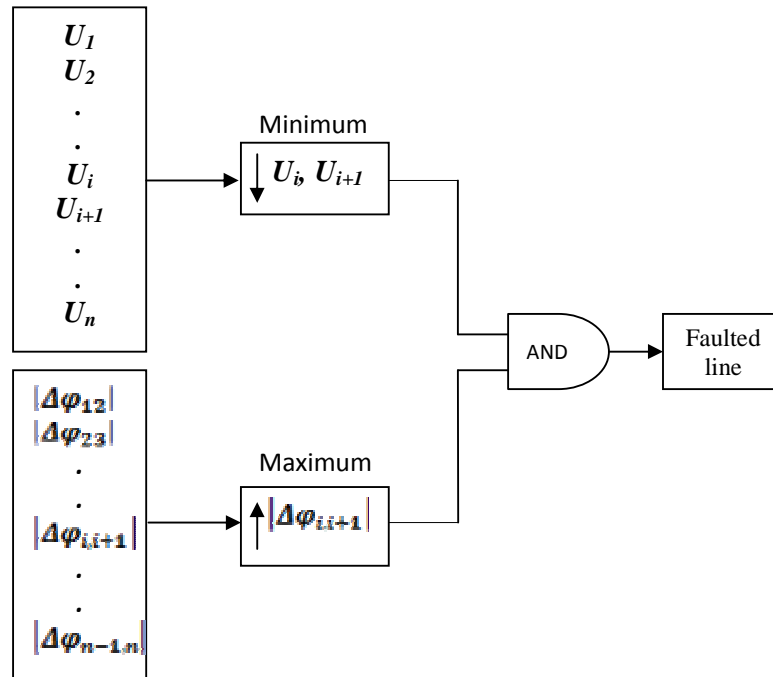 U1
U2
.
.
Ui
Ui+1
.
.
Un
Minimum
↓ Ui, Ui+1
|Δφ12|
|Δφ23|
.
.
|Δφi,i+1|
.
.
|Δφn−1,n|
Maximum
↑ |Δφi,i+1|
AND
Faulted
line